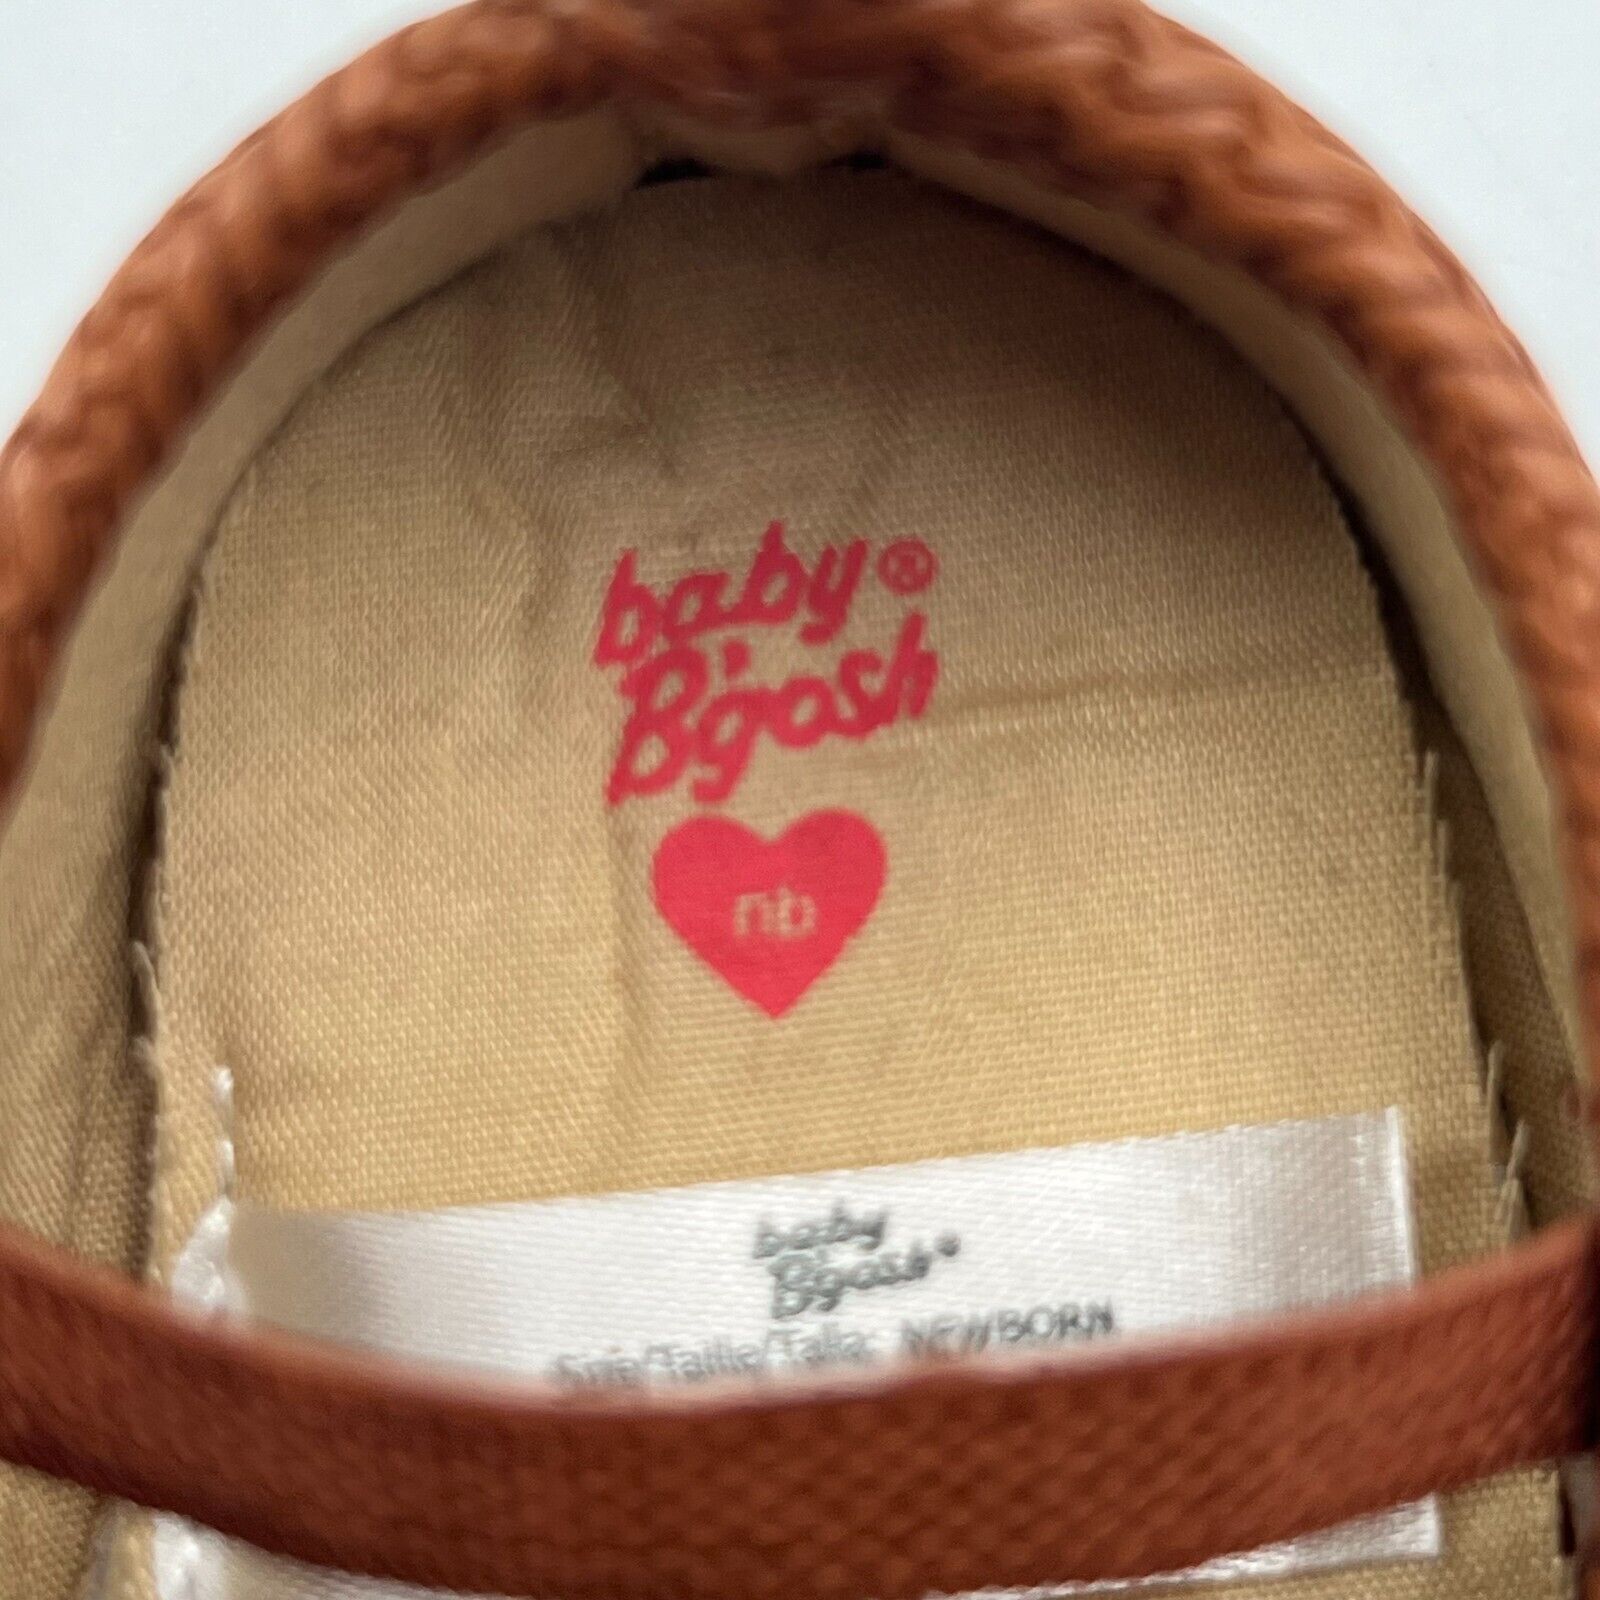 baby®
B'gosh
nb
baby
B'gosh®
Size/Taille/Talla: NEWBORN